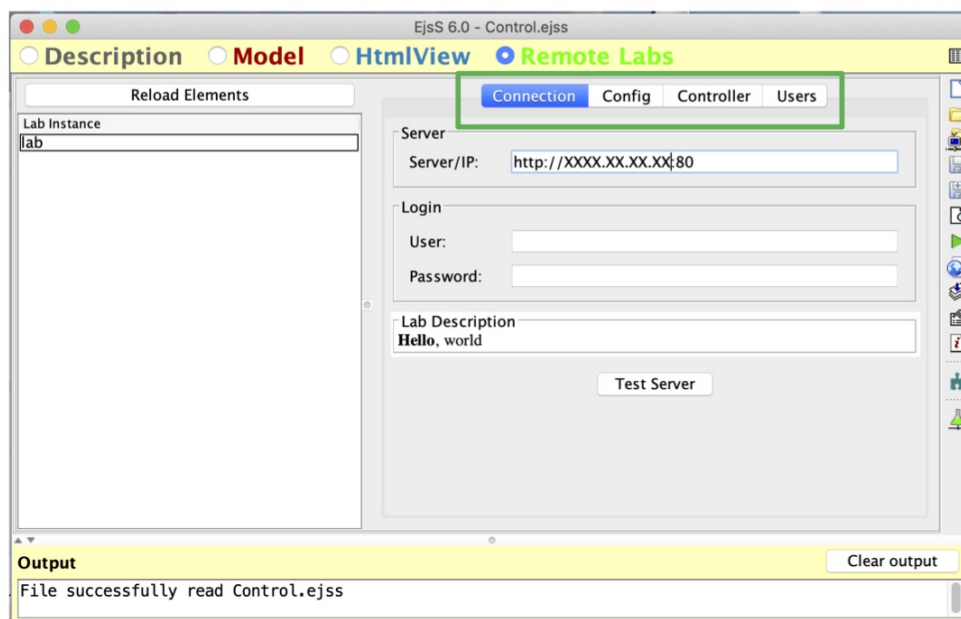 EjsS 6.0 - Control.ejss
Description Model HtmlView Remote Labs
Reload Elements
Lab Instance
lab
Connection Config Controller Users
Server
Server/IP: http://XXXX.XX.XX.XX:80
Login
User:
Password:
Lab Description
Hello, world
Test Server
Output
Clear output
File successfully read Control.ejss